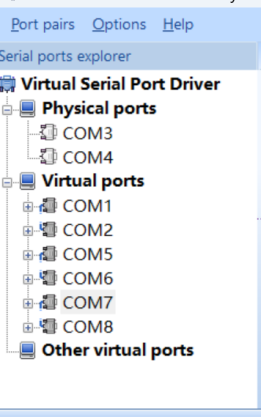 Port pairs Options Help
Serial ports explorer
Virtual Serial Port Driver
Physical ports
COM3
COM4
Virtual ports
COM1
COM2
COM5
COM6
COM7
COM8
Other virtual ports